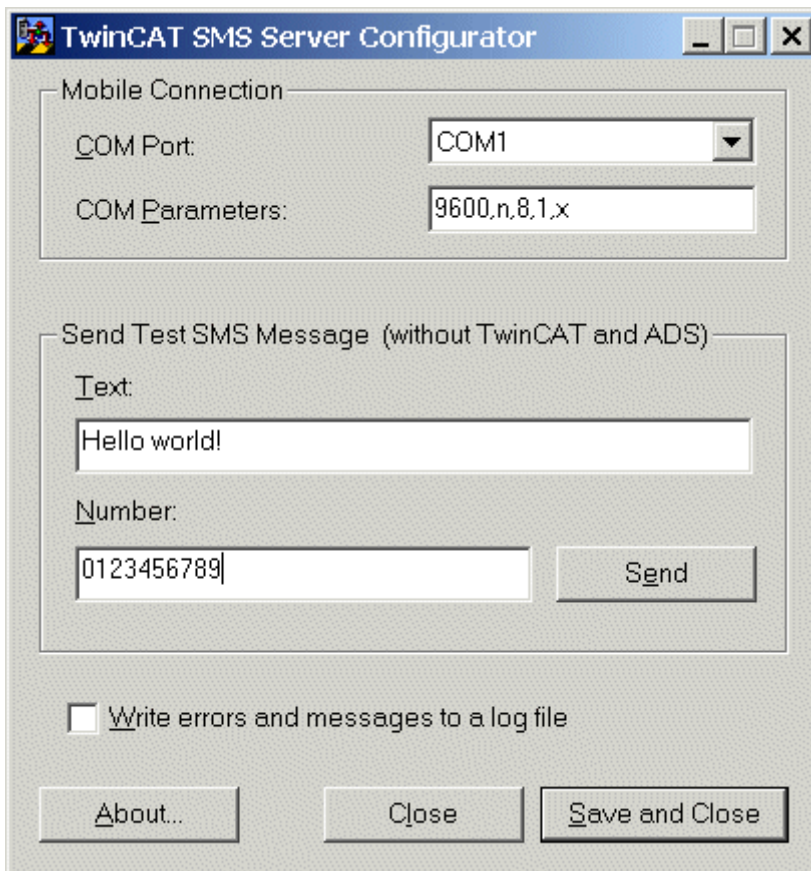 TwinCAT SMS Server Configurator
Mobile Connection
COM Port:
COM1
COM Parameters:
9600,n,8,1,x
Send Test SMS Message (without TwinCAT and ADS)
Text:
Hello world!
Number:
0123456789
Send
Write errors and messages to a log file
About...
Close
Save and Close